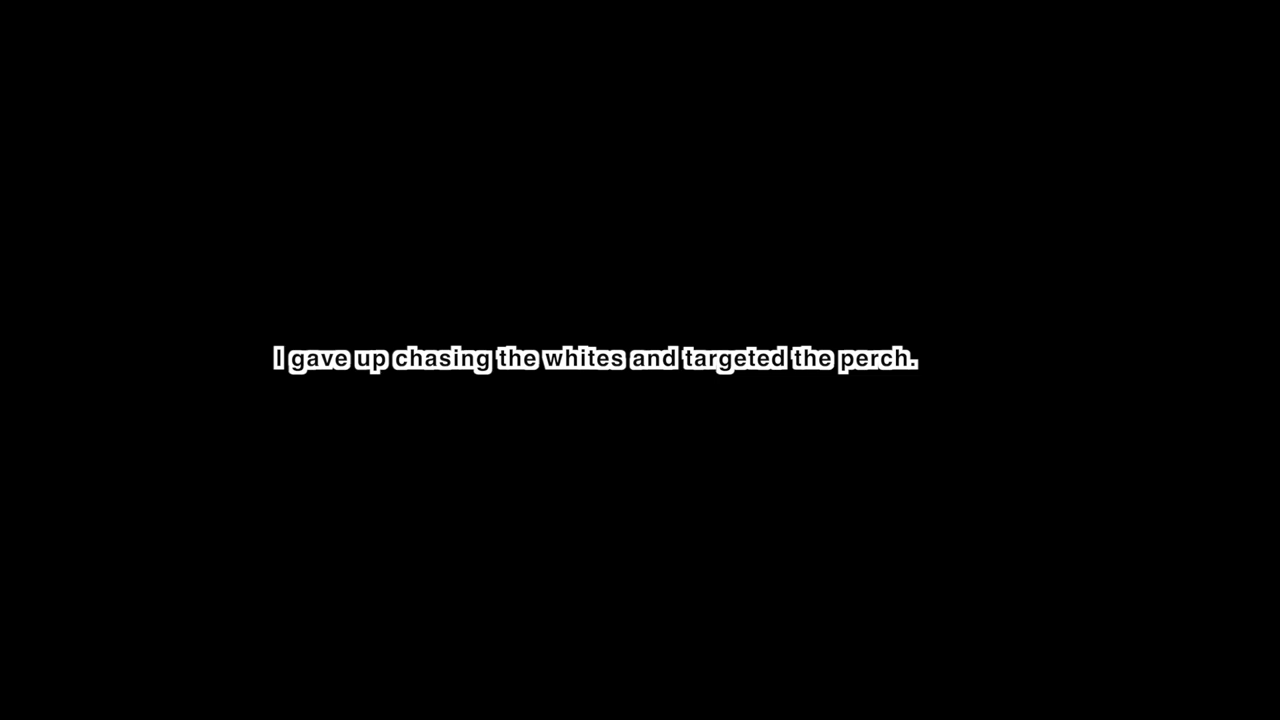 I gave up chasing the whites and targeted the perch.